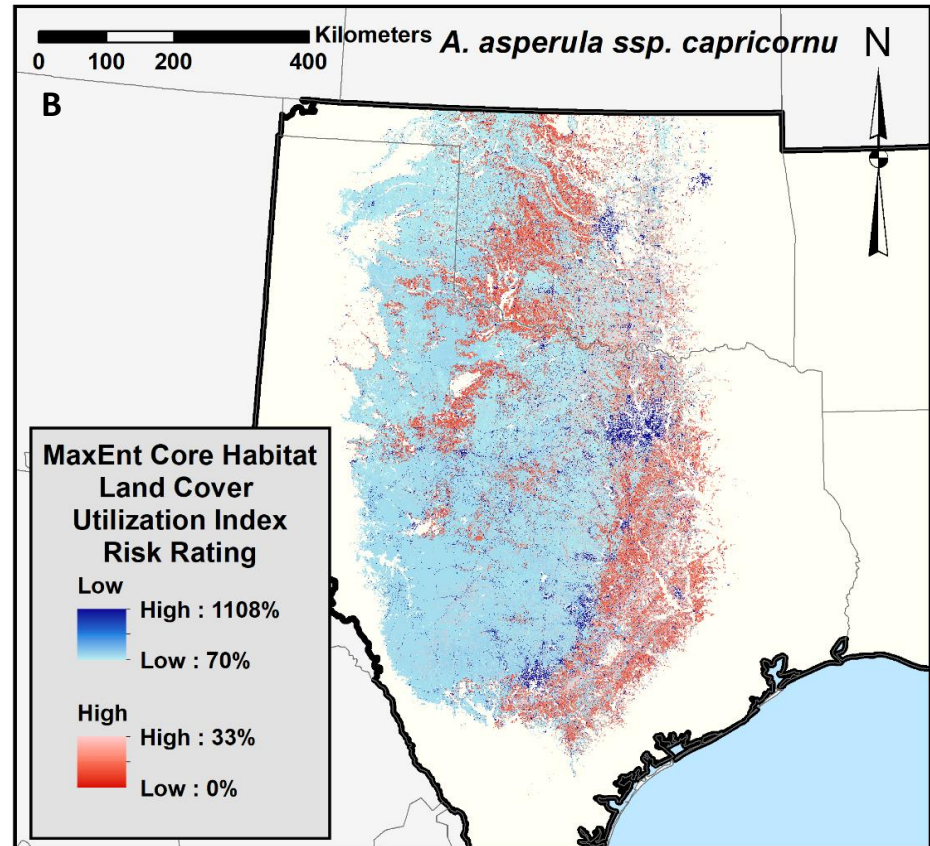 Kilometers
0 100 200 400
A. asperula ssp. capricornu
N
B
MaxEnt Core Habitat
Land Cover
Utilization Index
Risk Rating
Low
High : 1108%
Low : 70%
High
High : 33%
Low : 0%